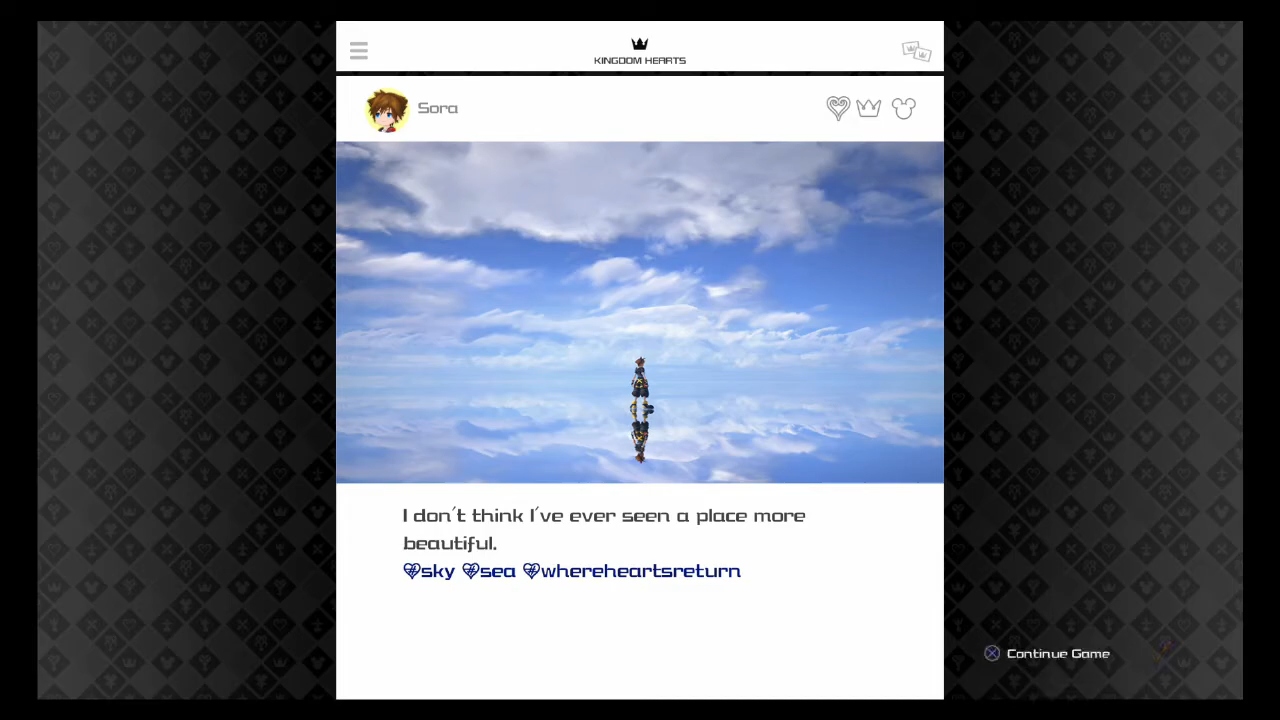 KINGDOM HEARTS
Sora
I don't think I've ever seen a place more
beautiful.
#sky #sea #whereheartsreturn
Continue Game